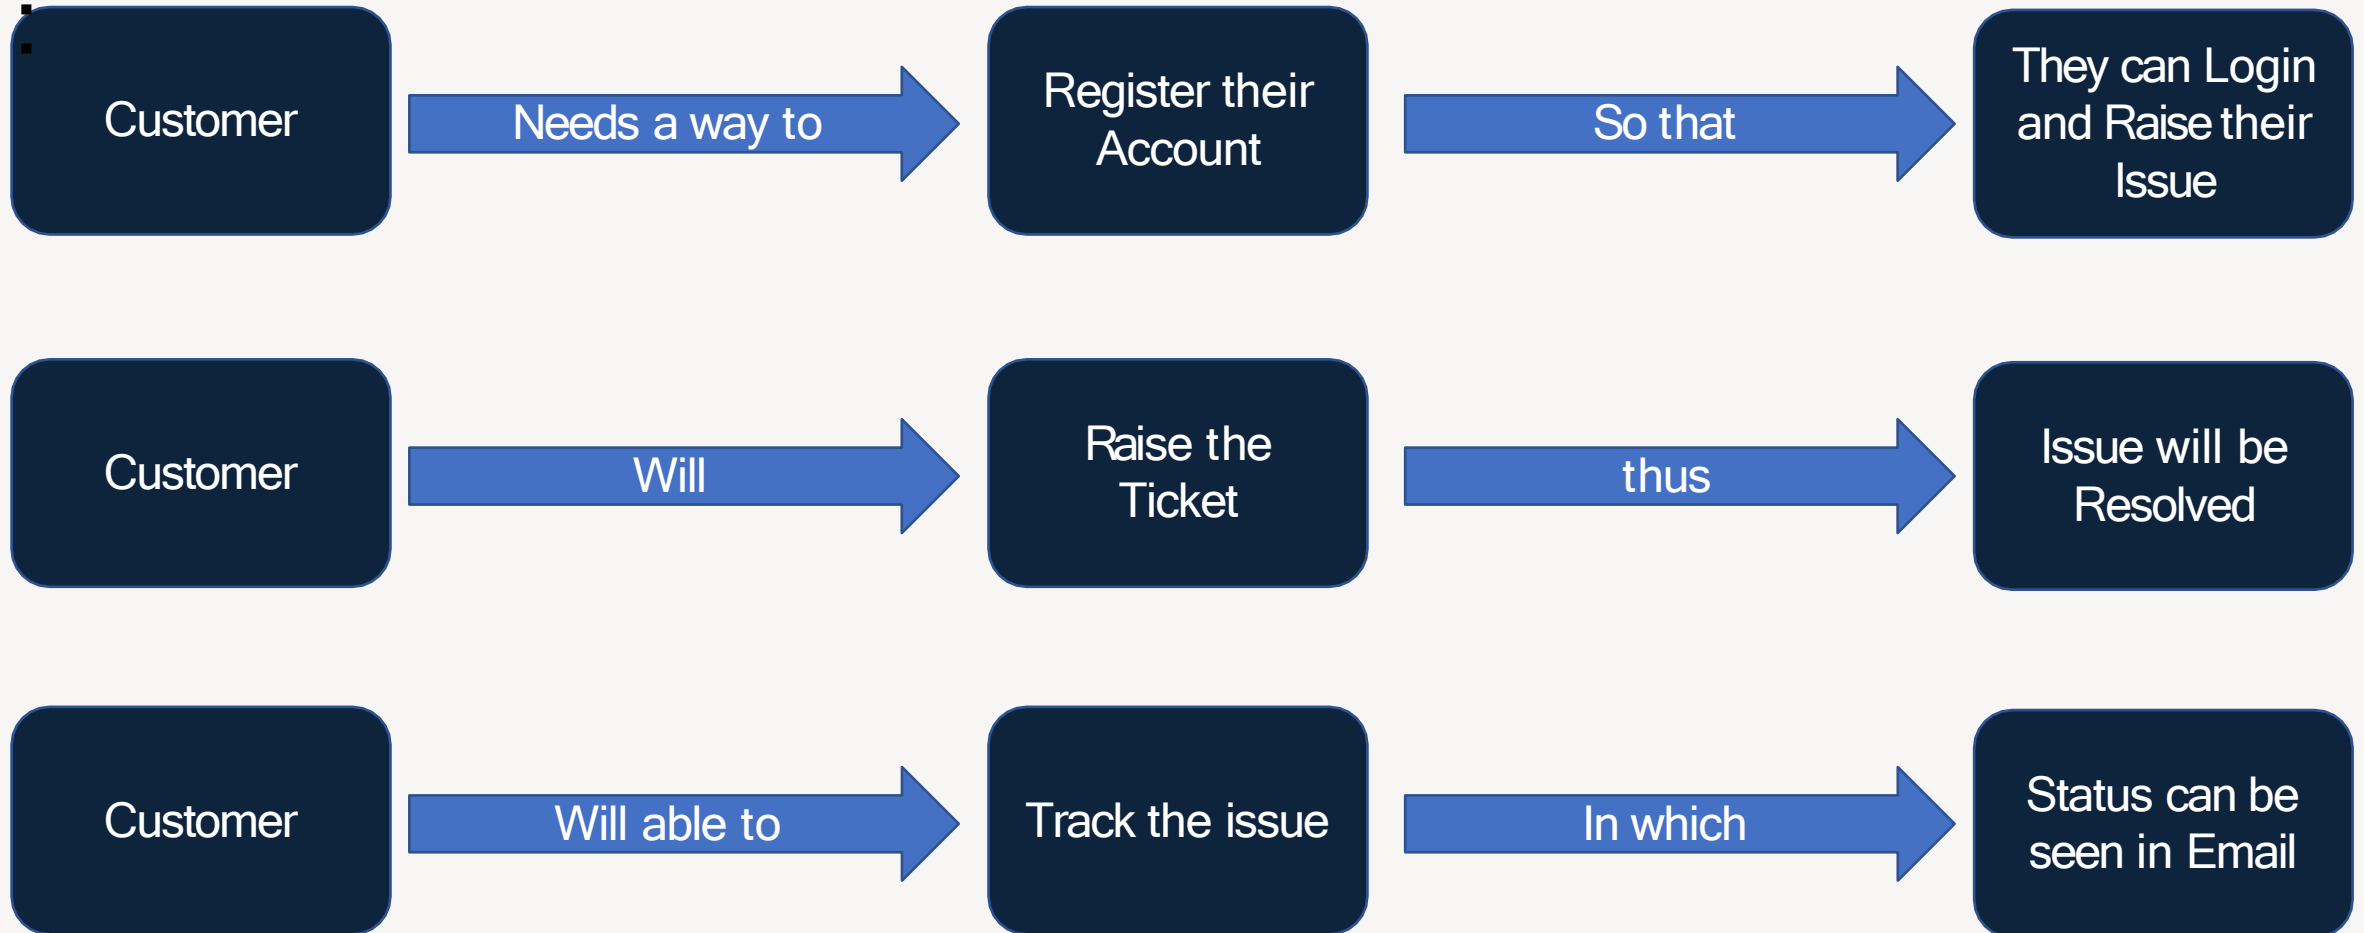 Customer
Needs a way to
Register their
Account
So that
They can Login
and Raise their
Issue
Customer
Will
Raise the
Ticket
thus
Issue will be
Resolved
Customer
Will able to
Track the issue
In which
Status can be
seen in Email